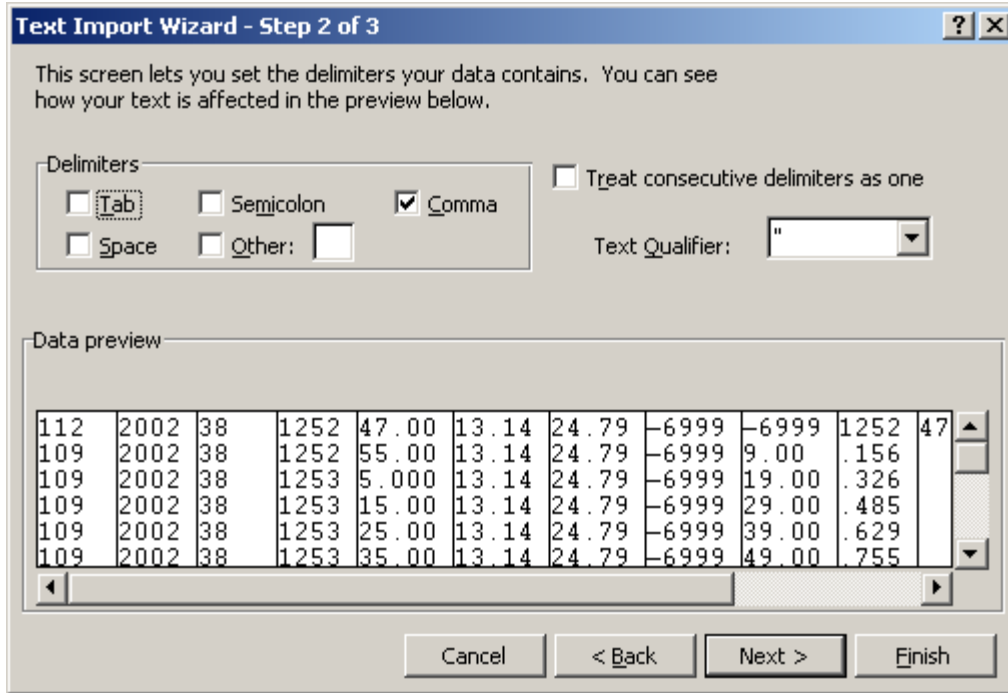 Text Import Wizard - Step 2 of 3
This screen lets you set the delimiters your data contains. You can see
how your text is affected in the preview below.
Delimiters
Tab Semicolon Comma
Space Other:
Treat consecutive delimiters as one
Text Qualifier: "
Data preview
112 2002 38 1252 47.00 13.14 24.79 -6999 -6999 1252 47
109 2002 38 1252 55.00 13.14 24.79 -6999 9.00 .156
109 2002 38 1253 5.000 13.14 24.79 -6999 19.00 .326
109 2002 38 1253 15.00 13.14 24.79 -6999 29.00 .485
109 2002 38 1253 25.00 13.14 24.79 -6999 39.00 .629
109 2002 38 1253 35.00 13.14 24.79 -6999 49.00 .755
Cancel < Back Next > Finish